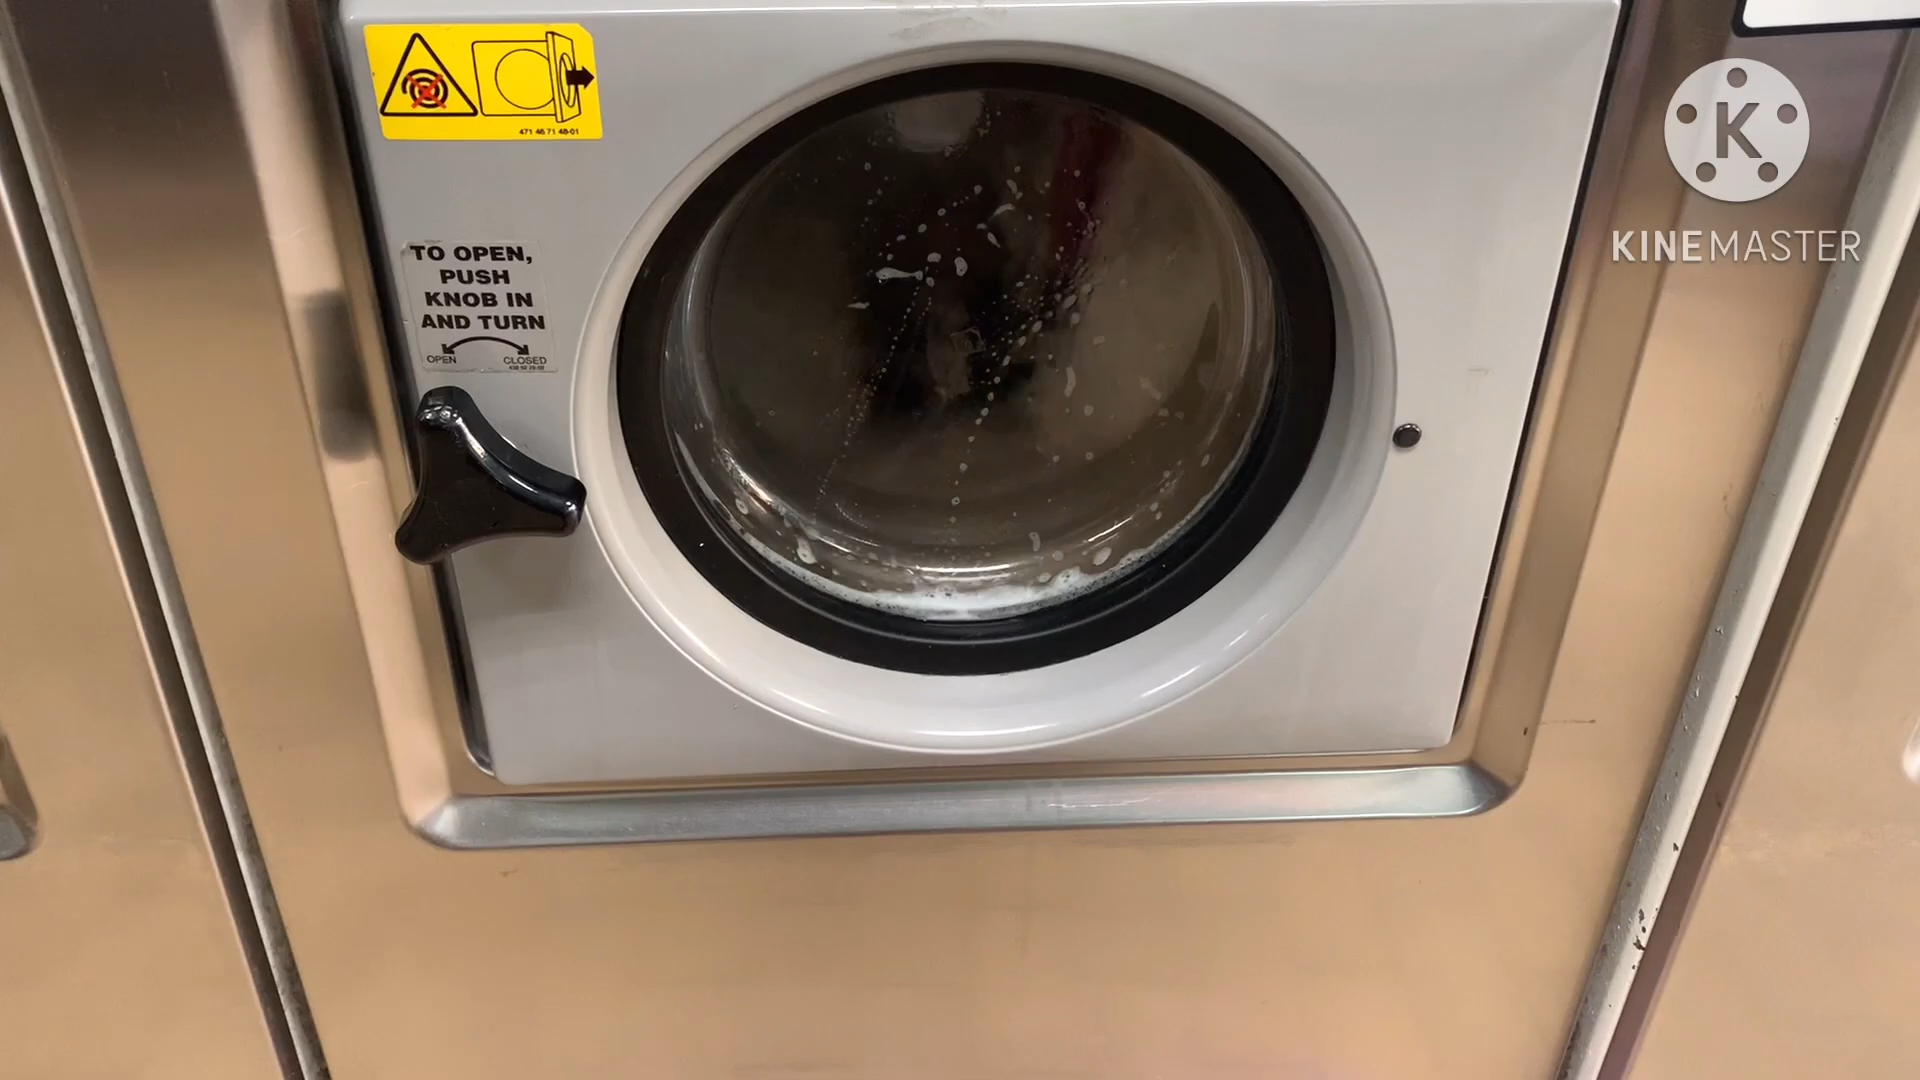 471 46 71 48-01
TO OPEN,
PUSH
KNOB IN
AND TURN
OPEN CLOSED
K
KINEMASTER